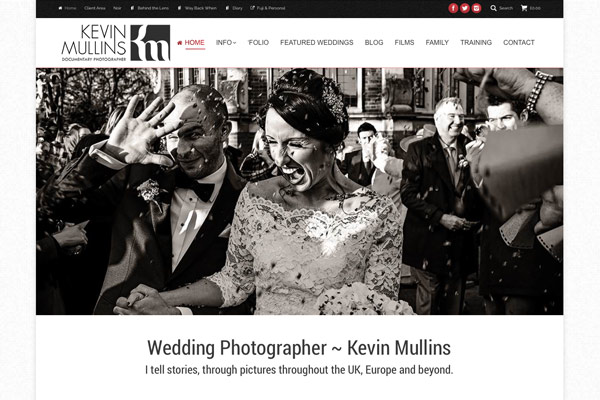 Home Client Area Noir Behind the Lens Way Back When Diary Fuji & Personal Search £0.00
KEVIN
MULLINS
DOCUMENTARY PHOTOGRAPHER
HOME INFO 'FOLIO FEATURED WEDDINGS BLOG FILMS FAMILY TRAINING CONTACT
Wedding Photographer ~ Kevin Mullins
I tell stories, through pictures throughout the UK, Europe and beyond.